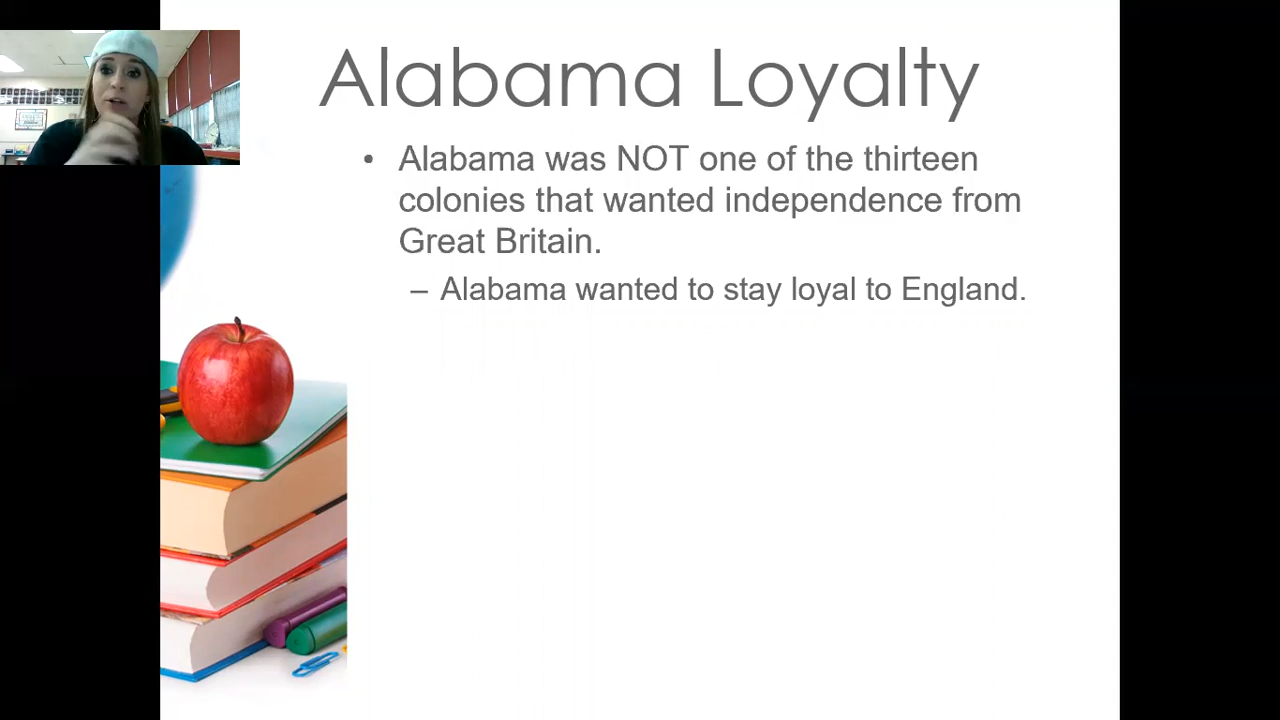 Alabama Loyalty
• Alabama was NOT one of the thirteen
colonies that wanted independence from
Great Britain.
– Alabama wanted to stay loyal to England.